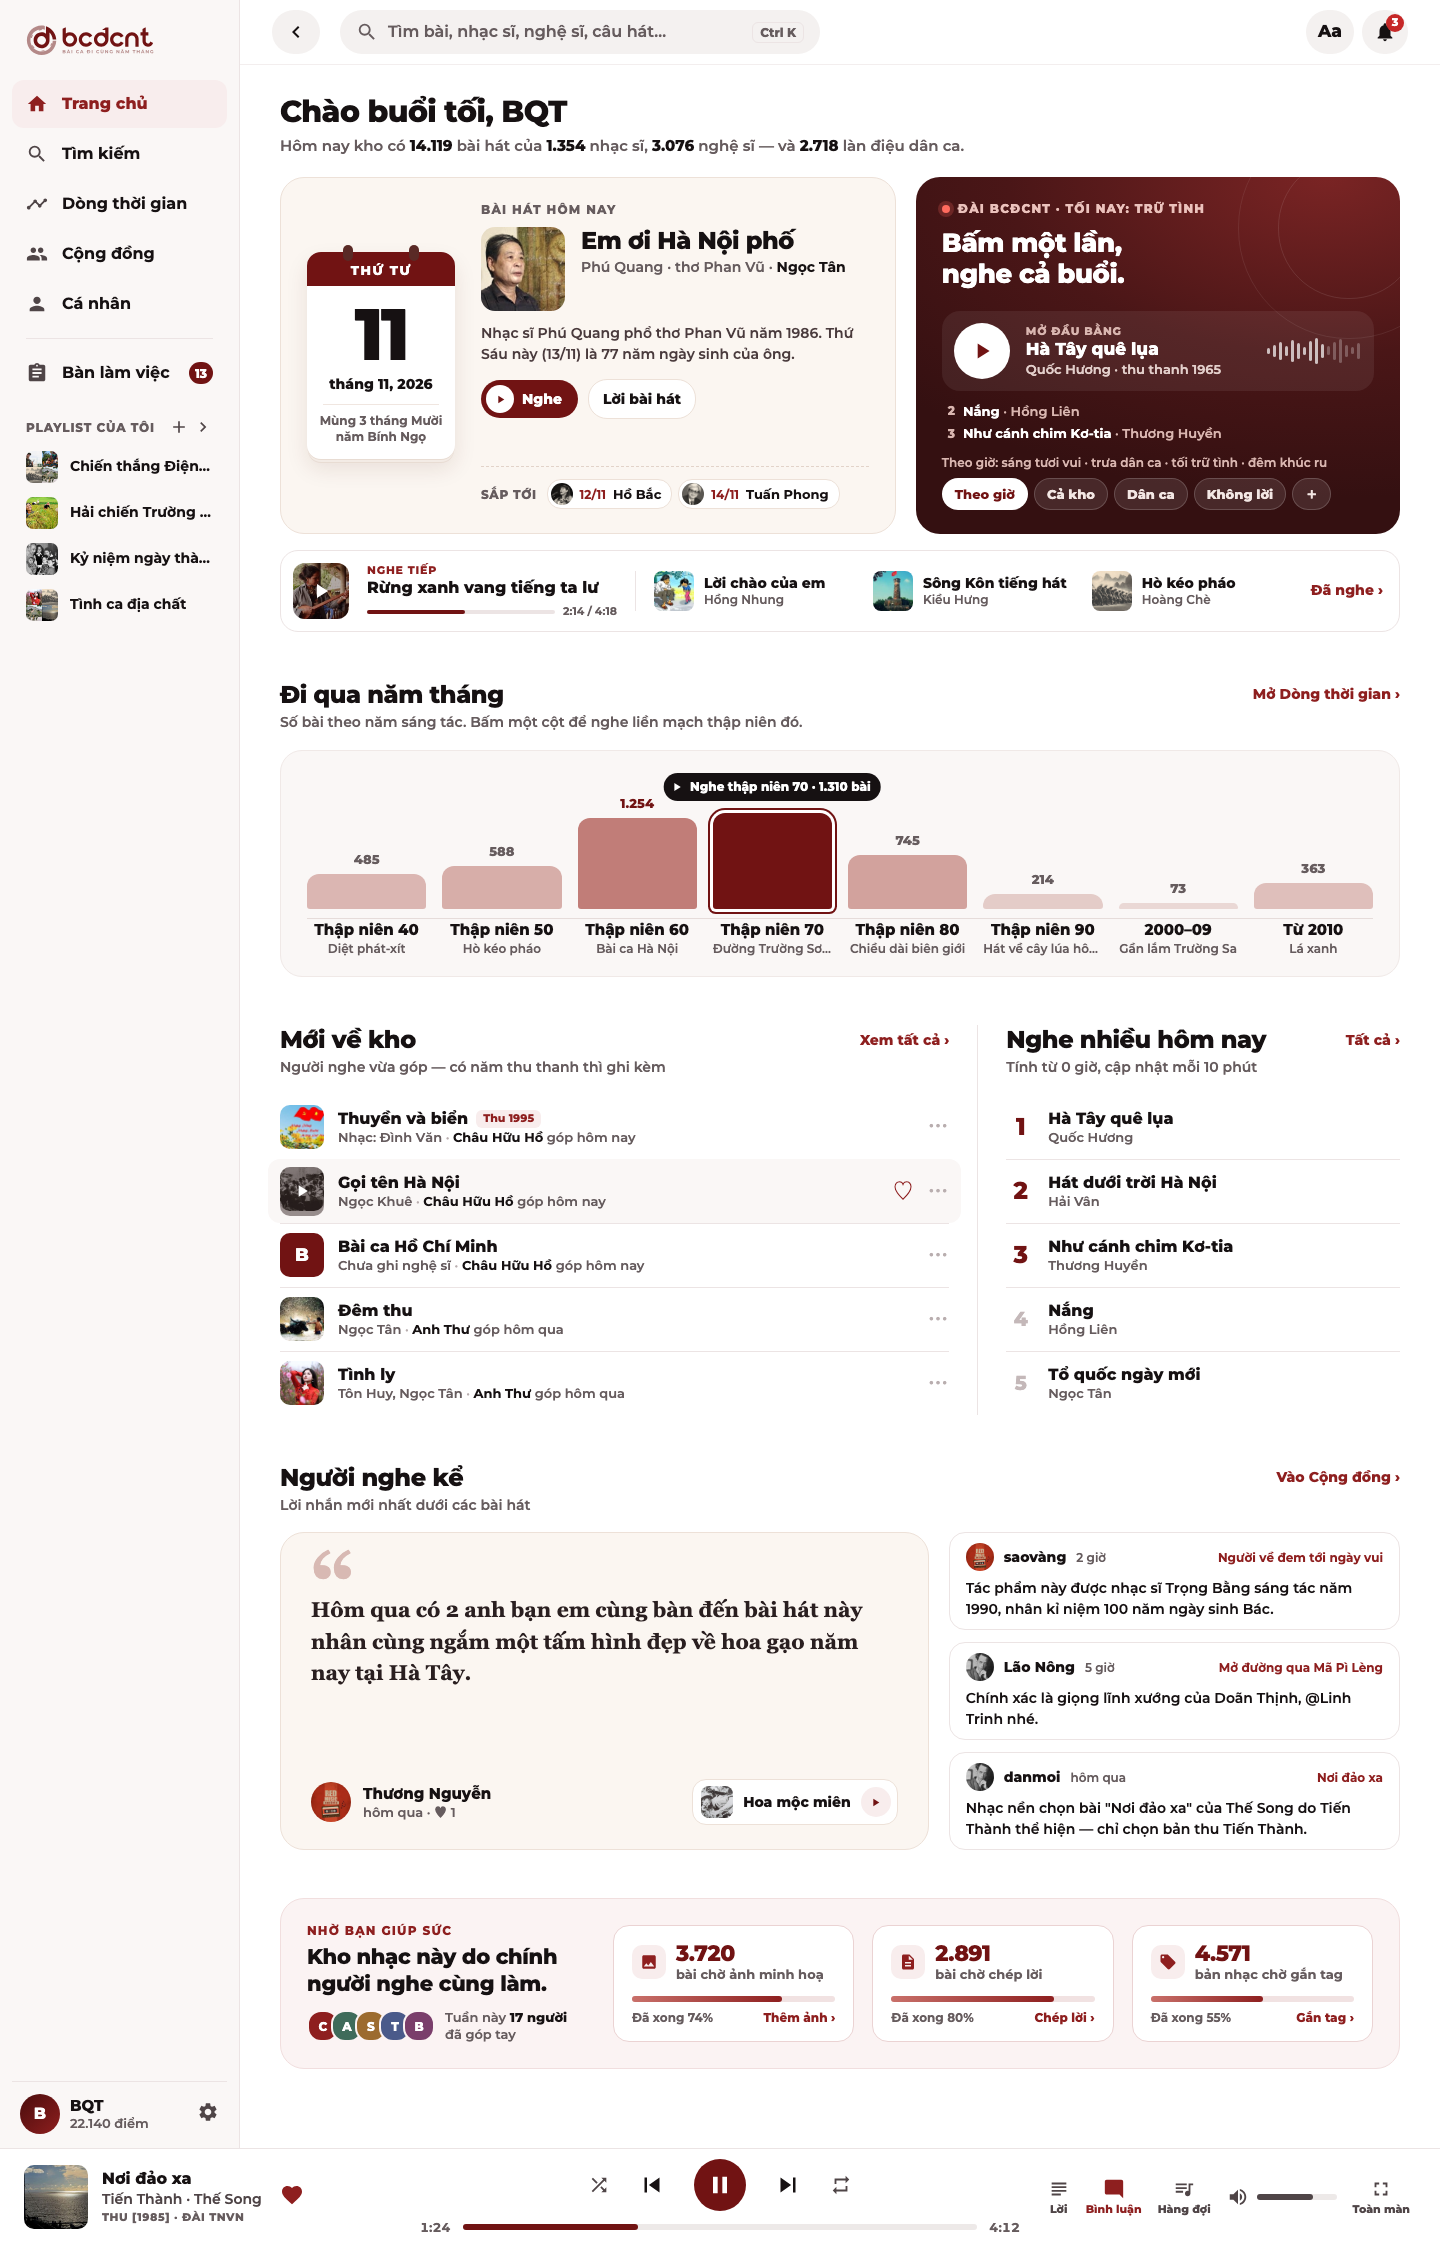 bcdcnt
BÀI CA ĐI CÙNG NĂM THÁNG
Trang chủ
Tìm kiếm
Dòng thời gian
Cộng đồng
Cá nhân
Bàn làm việc 13
PLAYLIST CỦA TÔI
Chiến thắng Điện...
Hải chiến Trường ...
Kỷ niệm ngày thà...
Tình ca địa chất
B BQT
22.140 điểm
Tìm bài, nhạc sĩ, nghệ sĩ, câu hát... Ctrl K
Aa 3
Chào buổi tối, BQT
Hôm nay kho có 14.119 bài hát của 1.354 nhạc sĩ, 3.076 nghệ sĩ — và 2.718 làn điệu dân ca.
THỨ TƯ
11
tháng 11, 2026
Mùng 3 tháng Mười
năm Bính Ngọ
BÀI HÁT HÔM NAY
Em ơi Hà Nội phố
Phú Quang · thơ Phan Vũ · Ngọc Tân
Nhạc sĩ Phú Quang phổ thơ Phan Vũ năm 1986. Thứ
Sáu này (13/11) là 77 năm ngày sinh của ông.
Nghe Lời bài hát
SẮP TỚI 12/11 Hồ Bắc 14/11 Tuấn Phong
ĐÀI BCĐCNT · TỐI NAY: TRỮ TÌNH
Bấm một lần,
nghe cả buổi.
MỞ ĐẦU BẰNG
Hà Tây quê lụa
Quốc Hương · thu thanh 1965
2 Nắng · Hồng Liên
3 Như cánh chim Kơ-tia · Thương Huyền
Theo giờ: sáng tươi vui · trưa dân ca · tối trữ tình · đêm khúc ru
Theo giờ Cả kho Dân ca Không lời +
NGHE TIẾP
Rừng xanh vang tiếng ta lư
2:14 / 4:18
Lời chào của em
Hồng Nhung
Sông Kôn tiếng hát
Kiều Hưng
Hò kéo pháo
Hoàng Chè
Đã nghe ›
Đi qua năm tháng
Mở Dòng thời gian ›
Số bài theo năm sáng tác. Bấm một cột để nghe liền mạch thập niên đó.
Nghe thập niên 70 · 1.310 bài
485 588 1.254 745 214 73 363
Thập niên 40 Thập niên 50 Thập niên 60 Thập niên 70 Thập niên 80 Thập niên 90 2000–09 Từ 2010
Diệt phát-xít Hò kéo pháo Bài ca Hà Nội Đường Trường Sơ... Chiều dài biên giới Hát về cây lúa hô... Gần lắm Trường Sa Lá xanh
Mới về kho
Xem tất cả ›
Người nghe vừa góp — có năm thu thanh thì ghi kèm
Thuyền và biển Thu 1995
Nhạc: Đình Văn · Châu Hữu Hồ góp hôm nay
Gọi tên Hà Nội
Ngọc Khuê · Châu Hữu Hồ góp hôm nay
B Bài ca Hồ Chí Minh
Chưa ghi nghệ sĩ · Châu Hữu Hồ góp hôm nay
Đêm thu
Ngọc Tân · Anh Thư góp hôm qua
Tình ly
Tôn Huy, Ngọc Tân · Anh Thư góp hôm qua
Nghe nhiều hôm nay
Tất cả ›
Tính từ 0 giờ, cập nhật mỗi 10 phút
1 Hà Tây quê lụa
Quốc Hương
2 Hát dưới trời Hà Nội
Hải Vân
3 Như cánh chim Kơ-tia
Thương Huyền
4 Nắng
Hồng Liên
5 Tổ quốc ngày mới
Ngọc Tân
Người nghe kể
Vào Cộng đồng ›
Lời nhắn mới nhất dưới các bài hát
“
Hôm qua có 2 anh bạn em cùng bàn đến bài hát này
nhân cùng ngắm một tấm hình đẹp về hoa gạo năm
nay tại Hà Tây.
Thương Nguyễn
hôm qua · ♥ 1
Hoa mộc miên
saovàng 2 giờ Người về đem tới ngày vui
Tác phẩm này được nhạc sĩ Trọng Bằng sáng tác năm
1990, nhân kỉ niệm 100 năm ngày sinh Bác.
Lão Nông 5 giờ Mở đường qua Mã Pì Lèng
Chính xác là giọng lĩnh xướng của Doãn Thịnh, @Linh
Trinh nhé.
danmoi hôm qua Nơi đảo xa
Nhạc nền chọn bài "Nơi đảo xa" của Thế Song do Tiến
Thành thể hiện — chỉ chọn bản thu Tiến Thành.
NHỜ BẠN GIÚP SỨC
Kho nhạc này do chính
người nghe cùng làm.
C A S T B
Tuần này 17 người
đã góp tay
3.720
bài chờ ảnh minh hoạ
Đã xong 74% Thêm ảnh ›
2.891
bài chờ chép lời
Đã xong 80% Chép lời ›
4.571
bản nhạc chờ gắn tag
Đã xong 55% Gắn tag ›
Nơi đảo xa
Tiến Thành · Thế Song
THU [1985] · ĐÀI TNVN
1:24 4:12
Lời Bình luận Hàng đợi Toàn màn